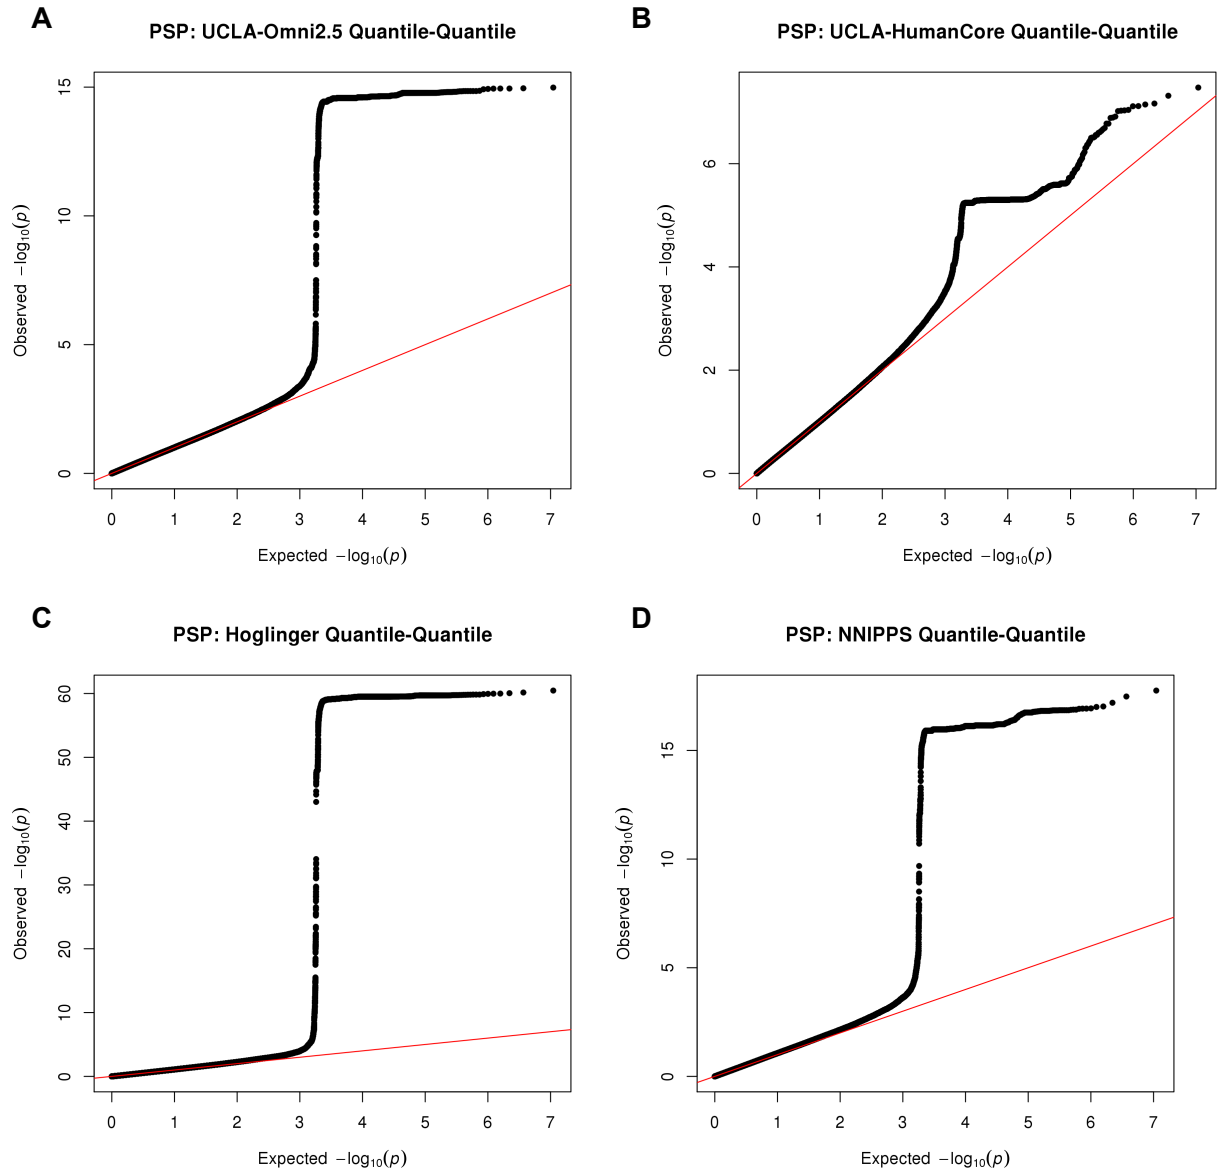 A
PSP: UCLA-Omni2.5 Quantile-Quantile
15
10
5
0
Observed −log10(p)
0 1 2 3 4 5 6 7
Expected −log10(p)
B
PSP: UCLA-HumanCore Quantile-Quantile
6
4
2
0
Observed −log10(p)
0 1 2 3 4 5 6 7
Expected −log10(p)
C
PSP: Hoglinger Quantile-Quantile
60
50
40
30
20
10
0
Observed −log10(p)
0 1 2 3 4 5 6 7
Expected −log10(p)
D
PSP: NNIPPS Quantile-Quantile
15
10
5
0
Observed −log10(p)
0 1 2 3 4 5 6 7
Expected −log10(p)